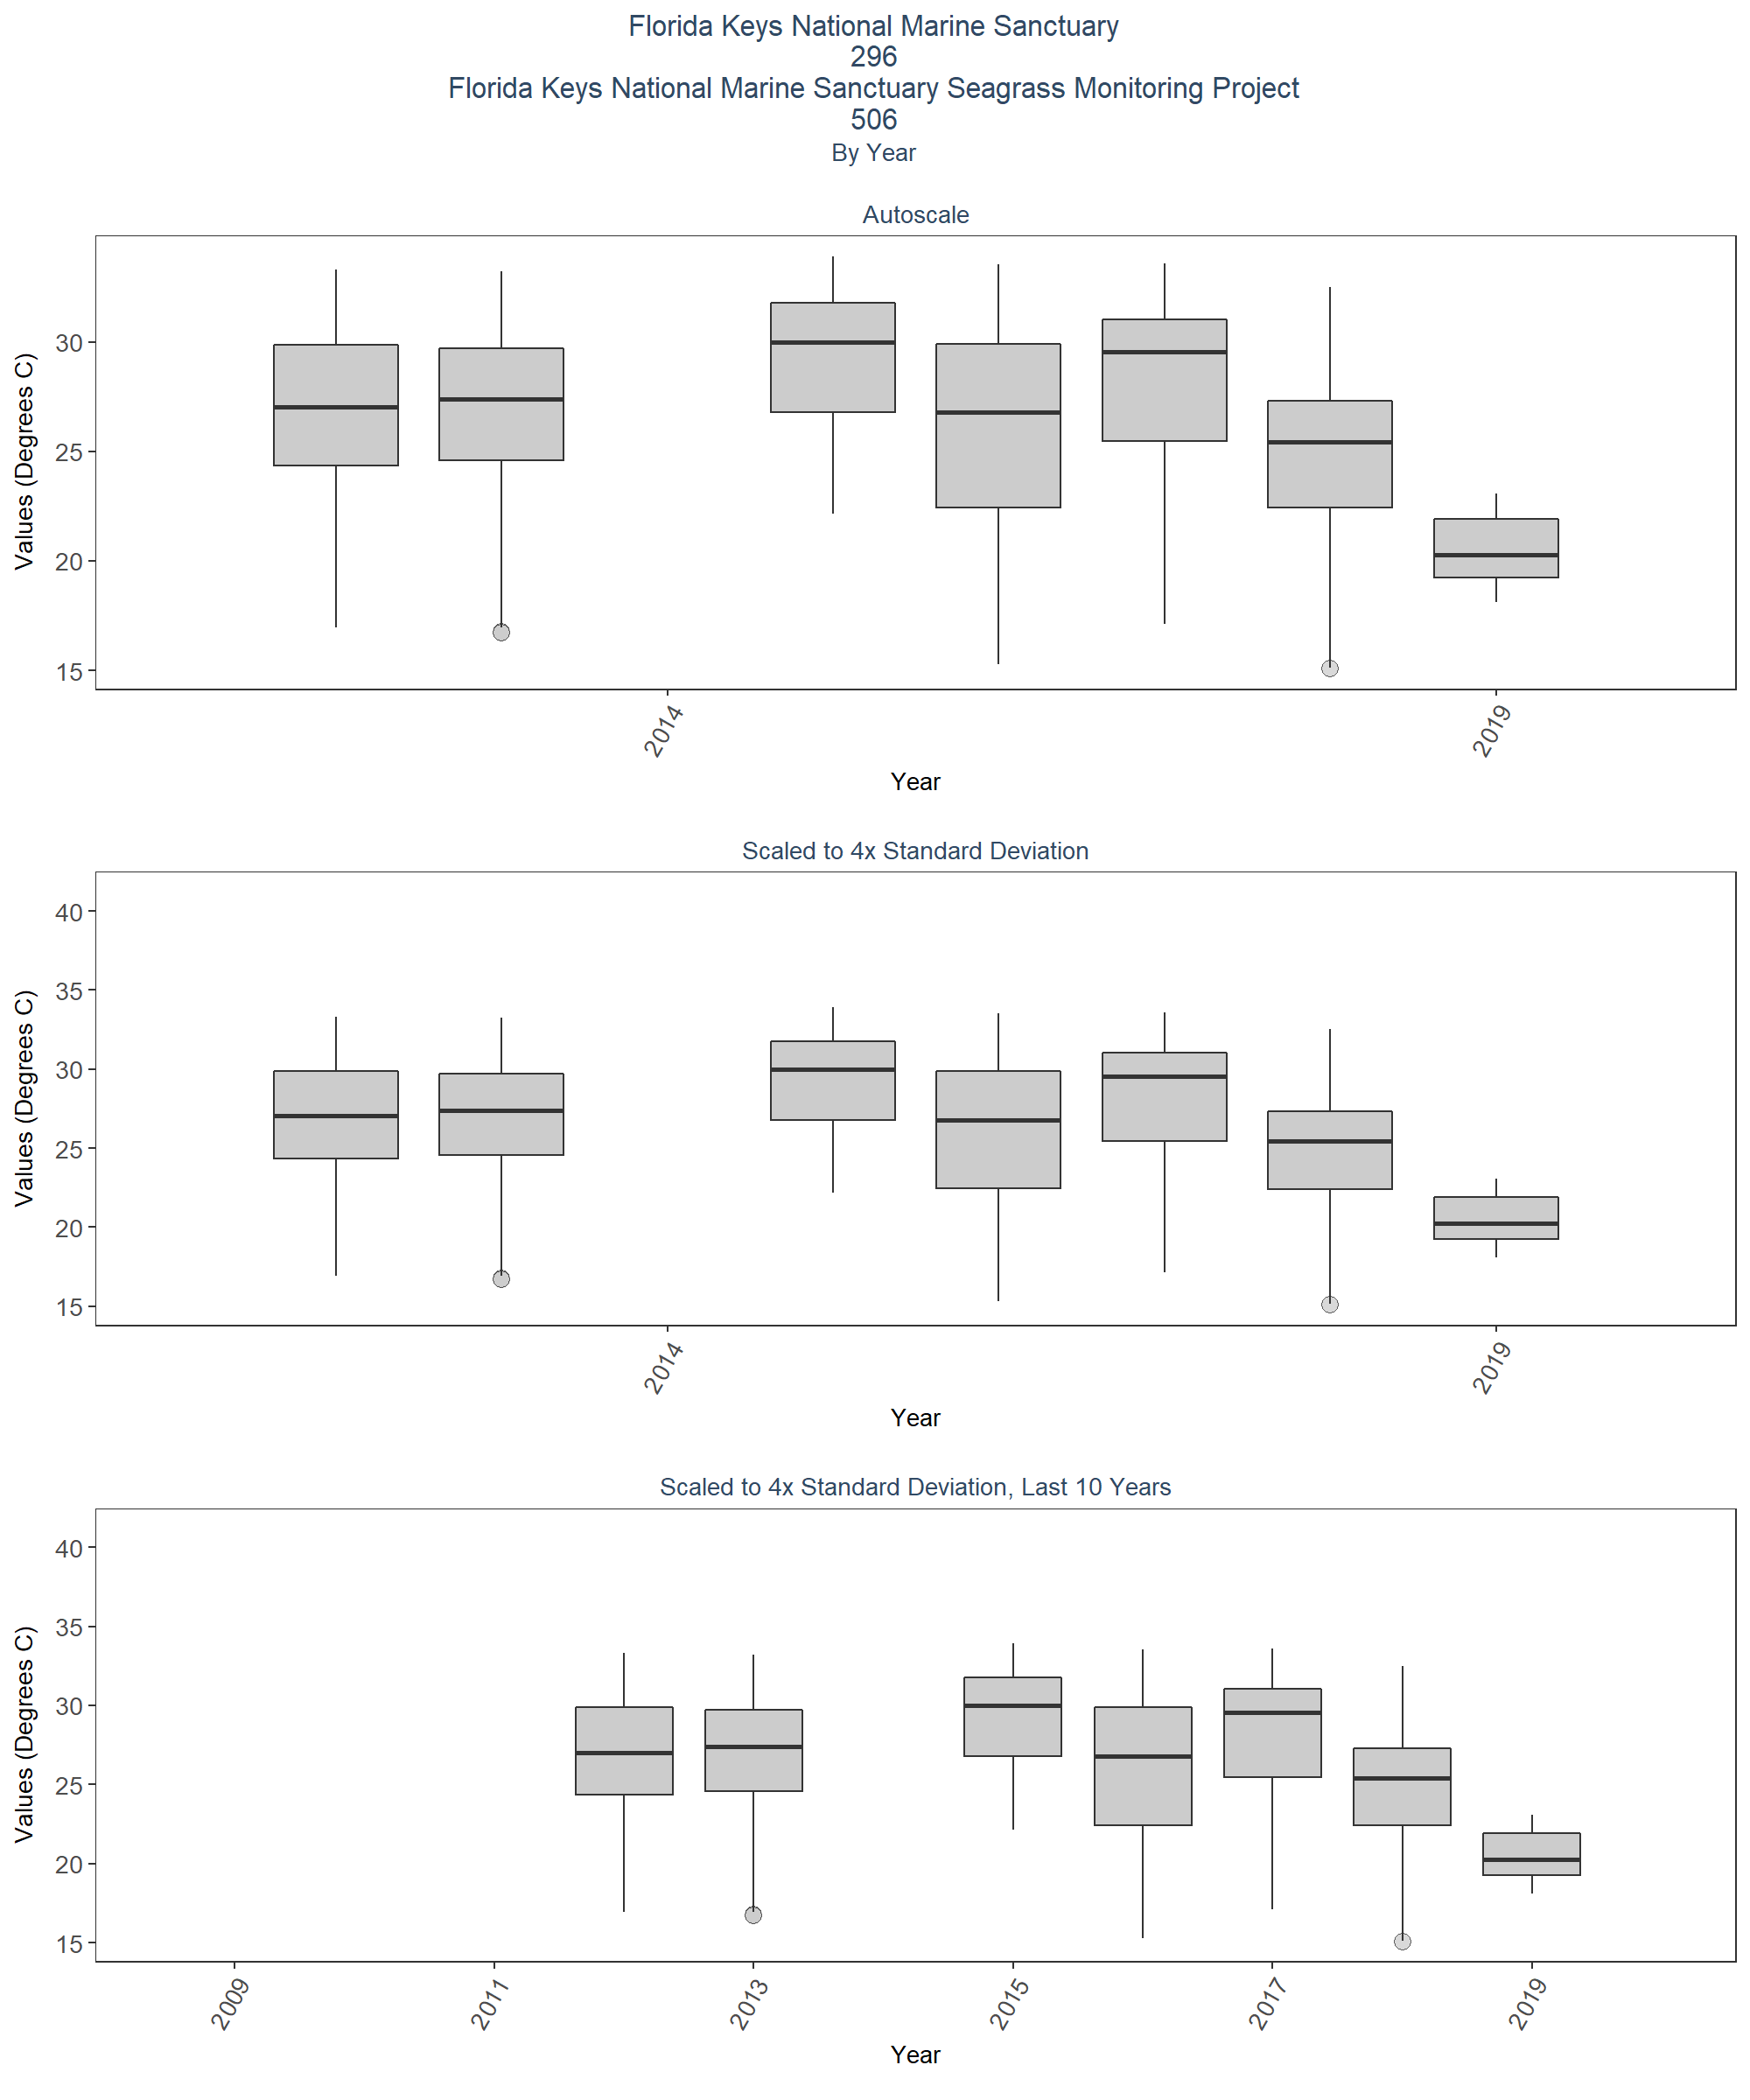 Florida Keys National Marine Sanctuary
296
Florida Keys National Marine Sanctuary Seagrass Monitoring Project
506
By Year
Autoscale
Values (Degrees C)
30
25
20
15
2014
2019
Year
Scaled to 4x Standard Deviation
Values (Degrees C)
40
35
30
25
20
15
2014
2019
Year
Scaled to 4x Standard Deviation, Last 10 Years
Values (Degrees C)
40
35
30
25
20
15
2009
2011
2013
2015
2017
2019
Year